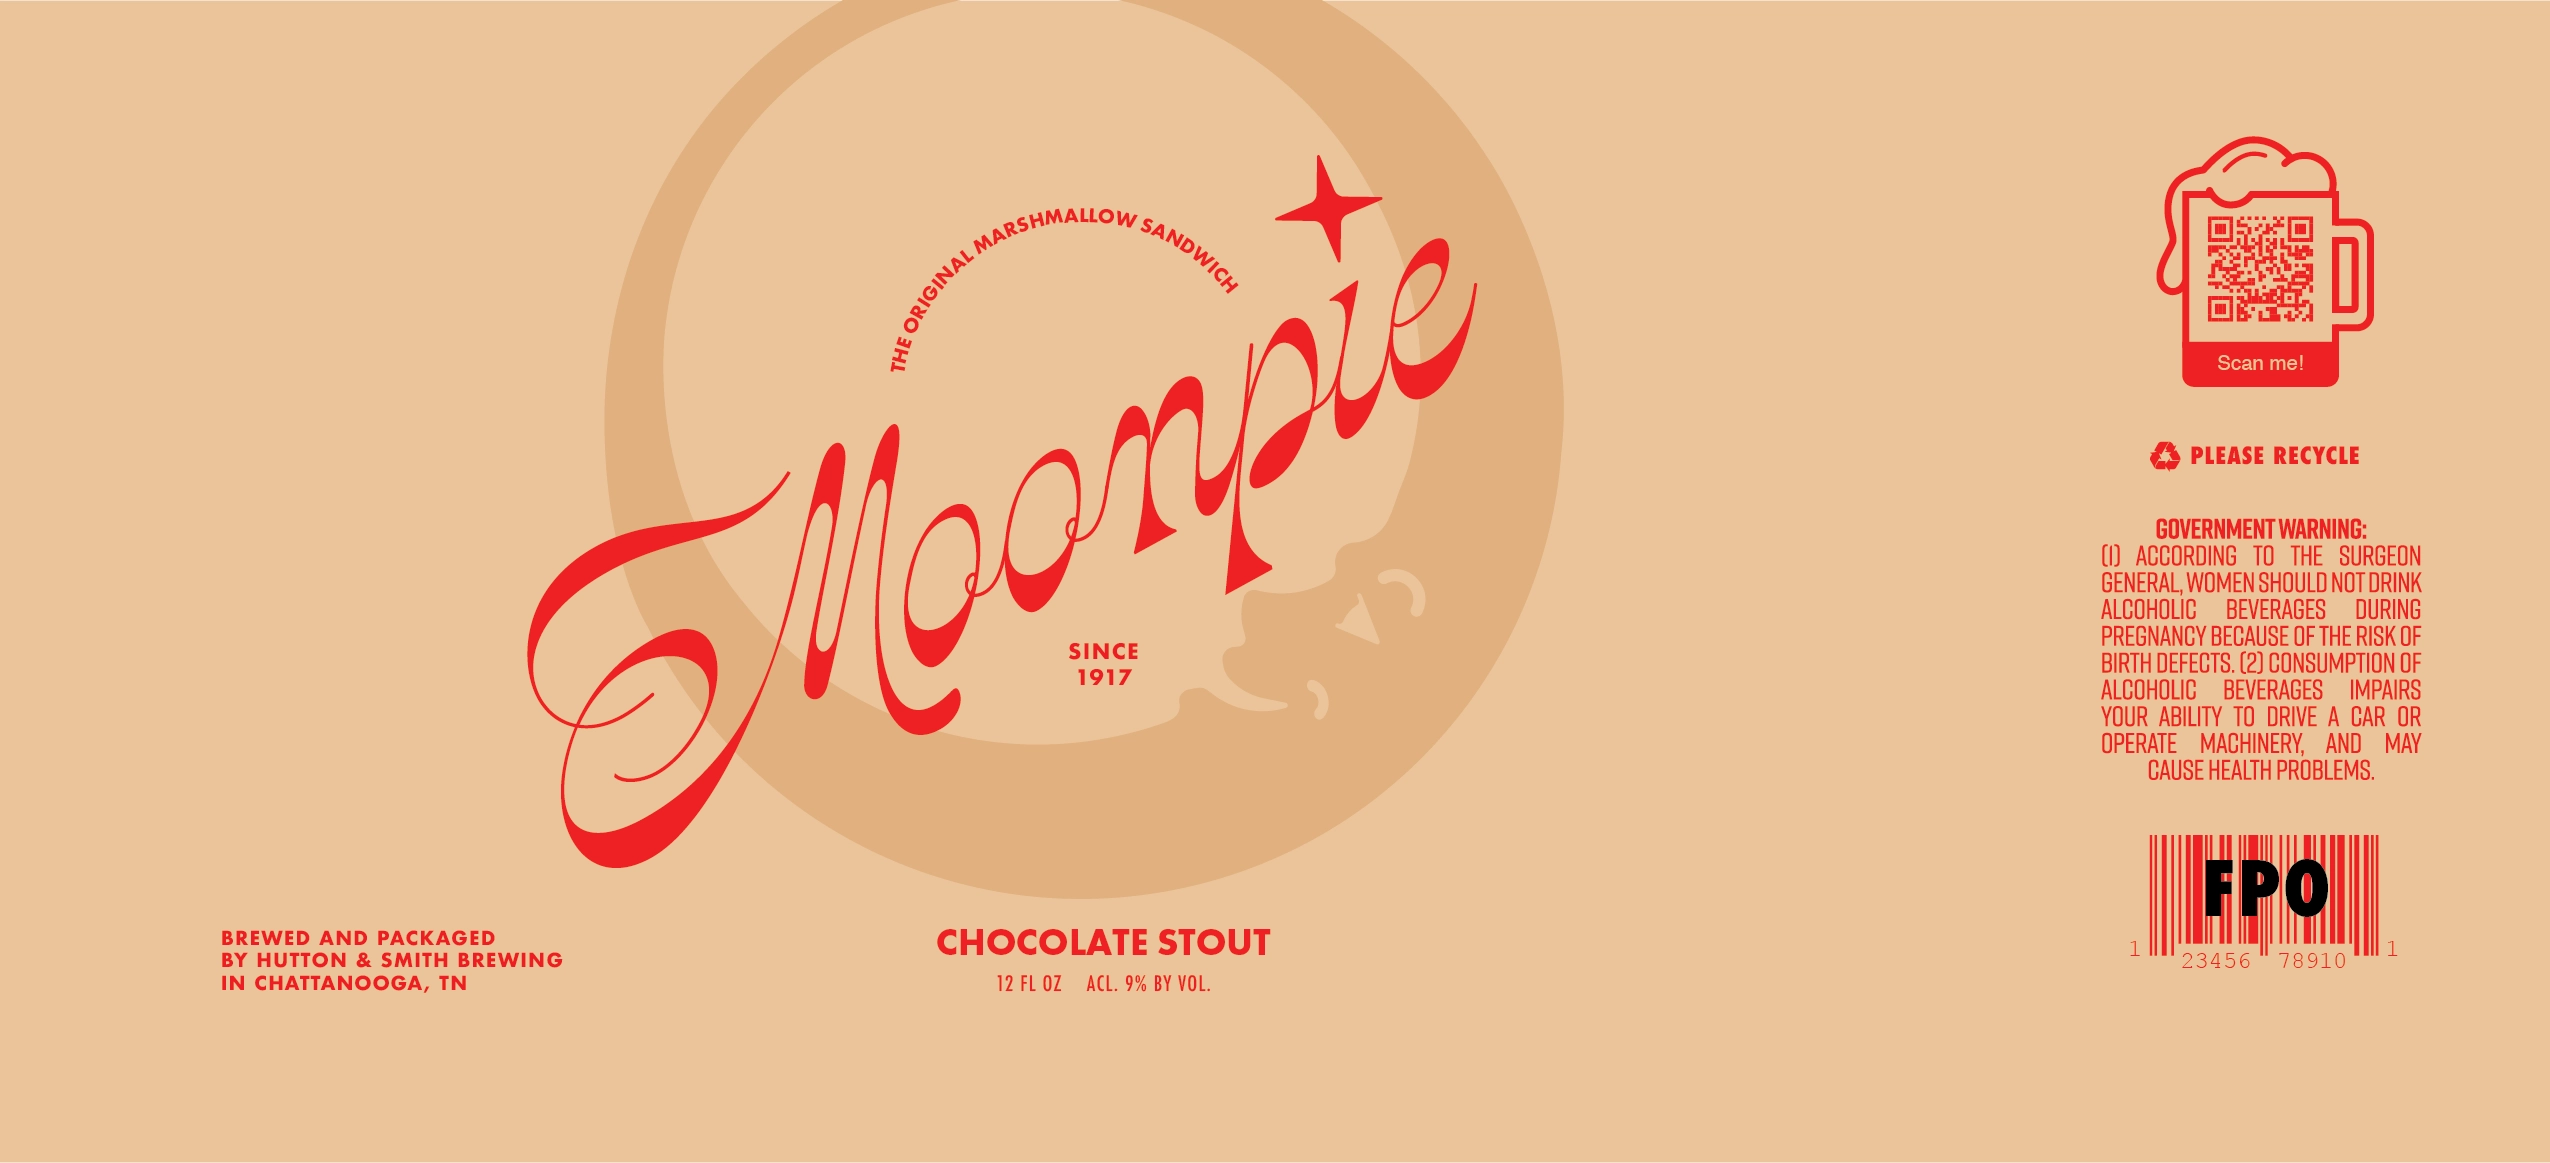 THE ORIGINAL MARSHMALLOW SANDWICH
Moonpie
SINCE
1917
CHOCOLATE STOUT
12 FL OZ ACL. 9% BY VOL.
BREWED AND PACKAGED
BY HUTTON & SMITH BREWING
IN CHATTANOOGA, TN
Scan me!
PLEASE RECYCLE
GOVERNMENT WARNING:
(1) ACCORDING TO THE SURGEON
GENERAL, WOMEN SHOULD NOT DRINK
ALCOHOLIC BEVERAGES DURING
PREGNANCY BECAUSE OF THE RISK OF
BIRTH DEFECTS. (2) CONSUMPTION OF
ALCOHOLIC BEVERAGES IMPAIRS
YOUR ABILITY TO DRIVE A CAR OR
OPERATE MACHINERY, AND MAY
CAUSE HEALTH PROBLEMS.
FPO
1 23456 78910 1